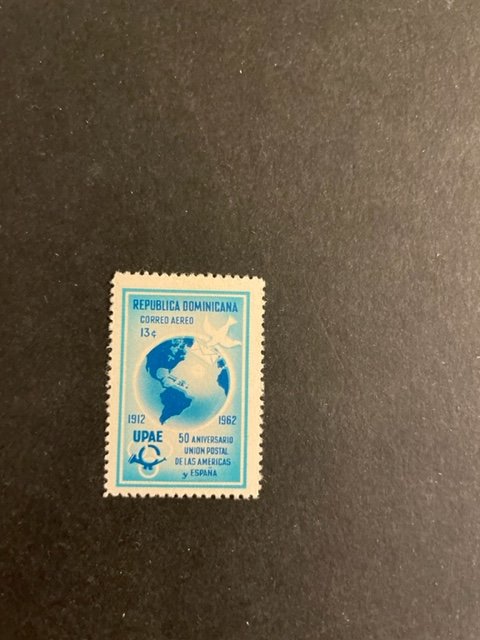 REPUBLICA DOMINICANA
CORREO AEREO
13¢
1912 1962
UPAE
50 ANIVERSARIO
UNION POSTAL
DE LAS AMERICAS
y ESPAÑA